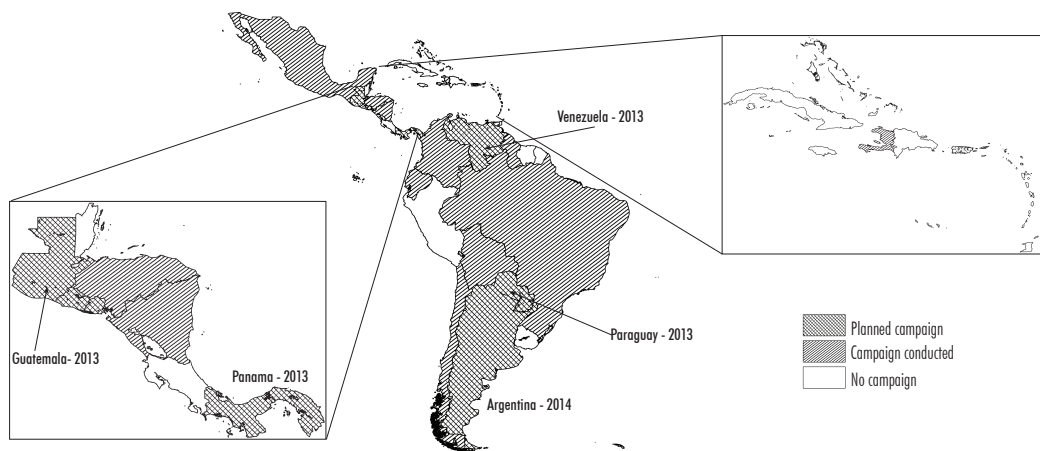 Venezuela - 2013
Paraguay - 2013
Guatemala- 2013
Panama - 2013
Argentina - 2014
Planned campaign
Campaign conducted
No campaign